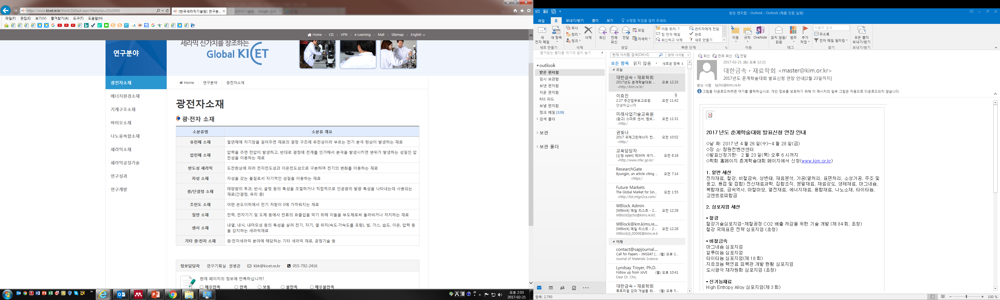 https://www.kicet.re.kr/Front/Default.aspx?MenuNo=2010000
[한국세라믹기술원] 연구분...
파일(F) 편집(E) 보기(V) 즐겨찾기(A) 도구(T) 도움말(H)
Home · CIS · VPN · e-Learning · Mail · Sitemap · English
연구분야
세라믹 신가치를 창조하는
Global KICET
광전자소재
에너지환경소재
기계구조소재
바이오소재
나노융복합소재
세라믹소재
세라믹공정기술
연구성과
연구개발
Home 연구분야 광전자소재
광전자소재
광·전자 소재
소분류명 소분류 개요
유전체 소재 절연체에 자기장을 걸어주면 재료의 결정 구조에 유전성이라 부르는 전기 분극 현상이 발생하는 재료
압전체 소재 압력을 주면 전압이 발생하고, 반대로 결정에 전계를 인가해서 분극을 발생시키면 변위가 발생하는 성질인 압
전성을 이용하는 재료
반도성 세라믹 도전현상에 따라 전자전도성과 이온전도성으로 구분하며 전기의 변화를 이용하는 재료
자성 소재 자성을 갖는 물질로서 자기적인 성질을 이용하는 재료
광/단결정 소재 태양광의 투과, 반사, 굴정 등의 특성을 조절하거나 직접적으로 인공광의 발광 특성을 나타내는데 사용되는
재료(간결정, 유리 증)
초전도 소재 어떤 온도이하에서 전기 저항이 0에 가까워지는 재료
절연 소재 전력, 전자기기 및 도체 등에서 전류의 유출입을 막기 위해 이들을 부도체로써 둘러싸거나 저지하는 재료
센서 소재 내열, 내식, 내마모성 등의 특성을 살려 전기, 자기, 열 위치(속도·가속도를 포함), 빛, 가스, 습도, 이온, 압력 등
을 감지하는 세라믹재료
기타 광·전자 소재 광·전자세라믹 분야에 해당하는 기타 세라믹 재료, 공정기술 등
정보담당자 연구기획실 권병관 kbk@kicet.re.kr 055-792-2416
현재 페이지의 정보에 만족하십니까?
매우만족 만족 보통 불만족 매우불만족
A 漢
오후 2:03
2017-02-21
받은 편지함 - Outlook - Outlook (제품 인증 실패)
파일 홈 보내기/받기 폴더 보기 수행할 작업을 알려 주세요.
새 전자 메일
새 항목
새로 만들기
무시
정리
정크
삭제
삭제
회신
전체 회신
전달
모임
자세히
응답
이동 위치: ?
팀 전자 메일
회신하고 삭제
관리자에게 전달
완료
새로 만들기
빠른 단계
이동
규칙
OneNote
이동
읽지 않음/읽음
범주
추가 작업
태그
사용자 검색
주소록
전자 메일 필터링
찾기
모든 폴더 보내기/받기
보내기/받기
즐겨찾는 폴더를 여기에 끌어 놓기
outlook
받은 편지함
임시 보관함
보낸 편지함
지운 편지함
RSS 피드
보낼 편지함
정크 메일 [326]
검색 폴더
보관
보관 폴더
현재 사서함 검색(Ctrl+E) 현재 사서함
모든 항목 읽지 않음 새로운 항목 ↓
오늘
대한금속·재료학회
2017년도 춘계학술대회 ... 오후 12:23
<http://kim.or.kr/
이효진
2.27 주간업무보고요청 오전 11:42
안녕하십니까
미래사업기술교육원
(광고) 스마트 센서, 멤브... 오전 11:31
<http:/
권빛나
2017 국제그린에너지 컨... 오전 10:02
<http:/
교육담당자
[신청 open] 제34차 국가... 오전 8:18
<http://www.nfec.go.kr/
ResearchGate
Byungjin, an article citing ... 오전 7:14
<https:/
Future Markets
The Global Market for Sin... 오전 1:55
<http://list.mlgn2ca.com/
WBlock Admin
[WBlock] 메일 리스트 - 2... 오전 12:28
WBlock[bjcho@kims.re.kr]
WBlock@km.kims.re....
[WBlock] 메일 리스트 - 2... 오전 12:28
WBlock[d_00098@kims.re.k
어제
contact@sapjournal....
Call for Papers - JMSEAT [... (월) 오후 1...
Journal of Materials Science
Lyndsay Troyer, Ph.D.
Follow up from JoVE (월) 오후 10:41
Dear Dr. Cho,
대한금속·재료학회
튜토리얼 강좌 개설을 위... (월) 오후 5...
항목: 2,793
회신 전체 회신 전달
2017-02-21 (화) 오후 12:21
대한금속·재료학회 <master@kim.or.kr>
2017년도 춘계학술대회 발표신청 연장 안내[2월 23일까지]
받는 사람 bjcho@kims.re.kr
그림을 다운로드하려면 여기를 클릭하십시오. 개인 정보를 보호하기 위해 이 메시지의 일부 그림은 자동으로 다운로드되지 않습니다.
2017 년도 춘계학술대회 발표신청 연장 안내
◇날 짜: 2017 년 4 월 26 일(수)~4 월 28 일(금)
◇장 소: 창원컨벤션센터
◇발표신청기한: 2 월 23 일(목) 오후 6 시까지
◇학회 홈페이지 춘계학술대회 페이지에서 신청(www.kim.or.kr)
1. 일반 세션
전자재료, 철강, 비철금속, 상변태, 재료분석, 가공(열처리, 표면처리, 소성가공, 주조 및
응고, 용접 및 접합) 전산재료과학, 집합조직, 분말재료, 재료강도, 생체재료, 마그네슘,
복합재료, 금속역사, 마찰마모, 열전재료, 에너지재료, 융합재료, 나노소재, 타이타늄,
고엔트로피합금
2. 심포지엄 세션
▪ 철강
철강기술심포지엄-제철공정 CO2 배출 저감을 위한 기술 개발 (제 84 회, 초청)
철강 국제표준 전략 심포지엄 (초청)
▪ 비철금속
마그네슘 심포지엄
알루미늄 심포지엄
타이타늄 심포지엄(제 18 회)
지르코늄 핵연료 피복관 개발 현황 심포지엄
도시광석 재자원화 심포지엄 (초청)
▪ 신기능재료
High Entropy Alloy 심포지엄(제 3 회)
100 %